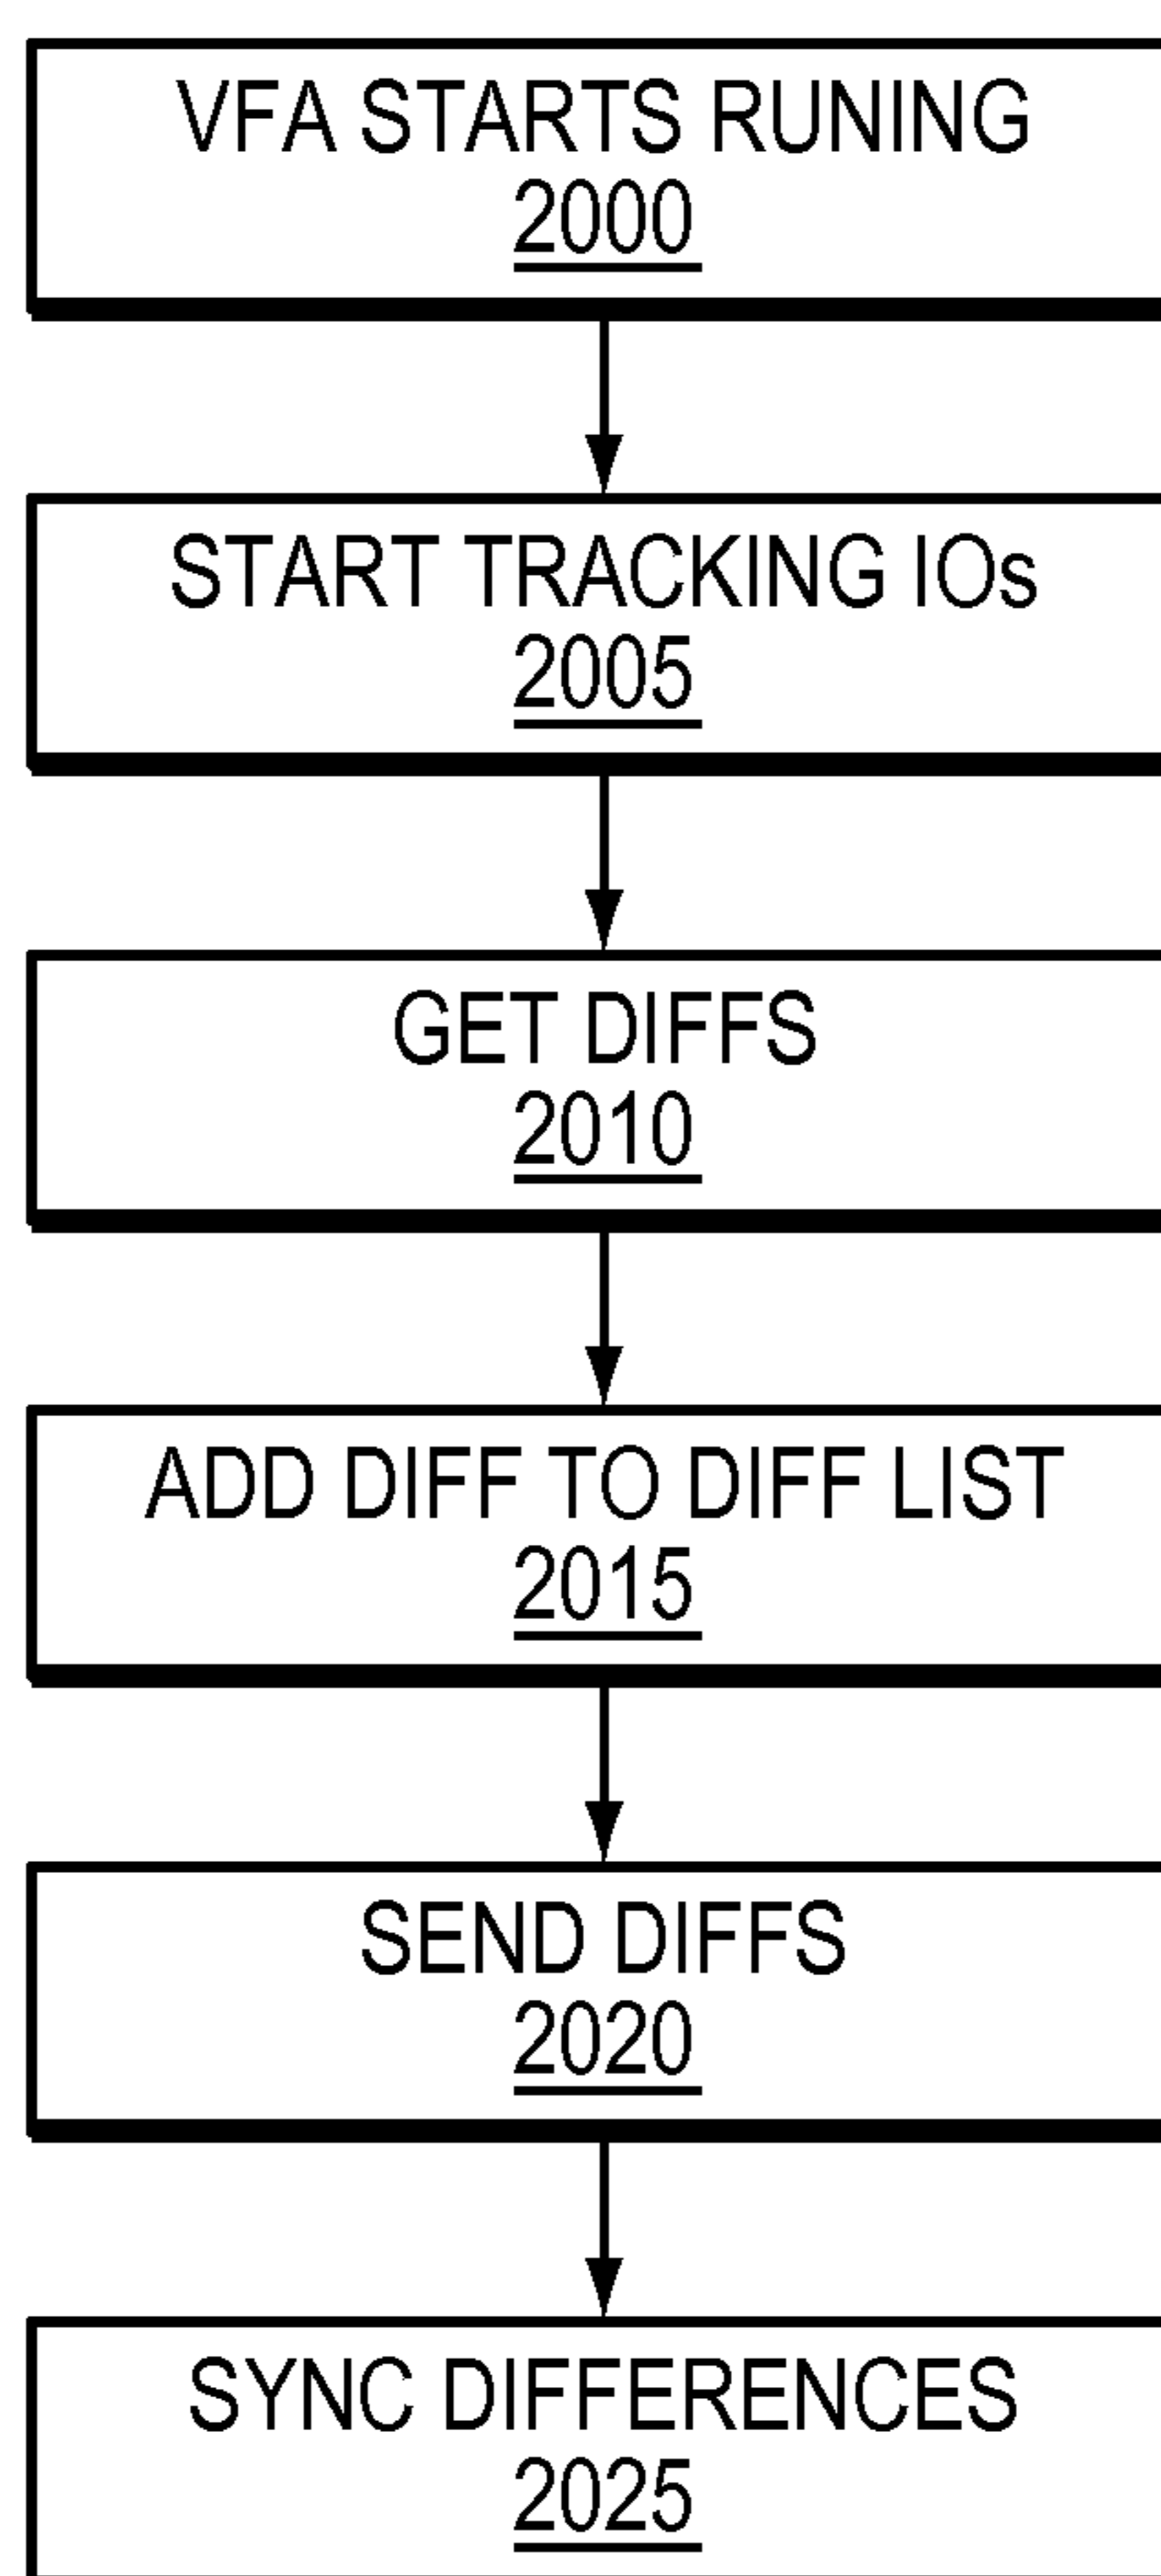 VFA STARTS RUNING
2000
START TRACKING IOs
2005
GET DIFFS
2010
ADD DIFF TO DIFF LIST
2015
SEND DIFFS
2020
SYNC DIFFERENCES
2025